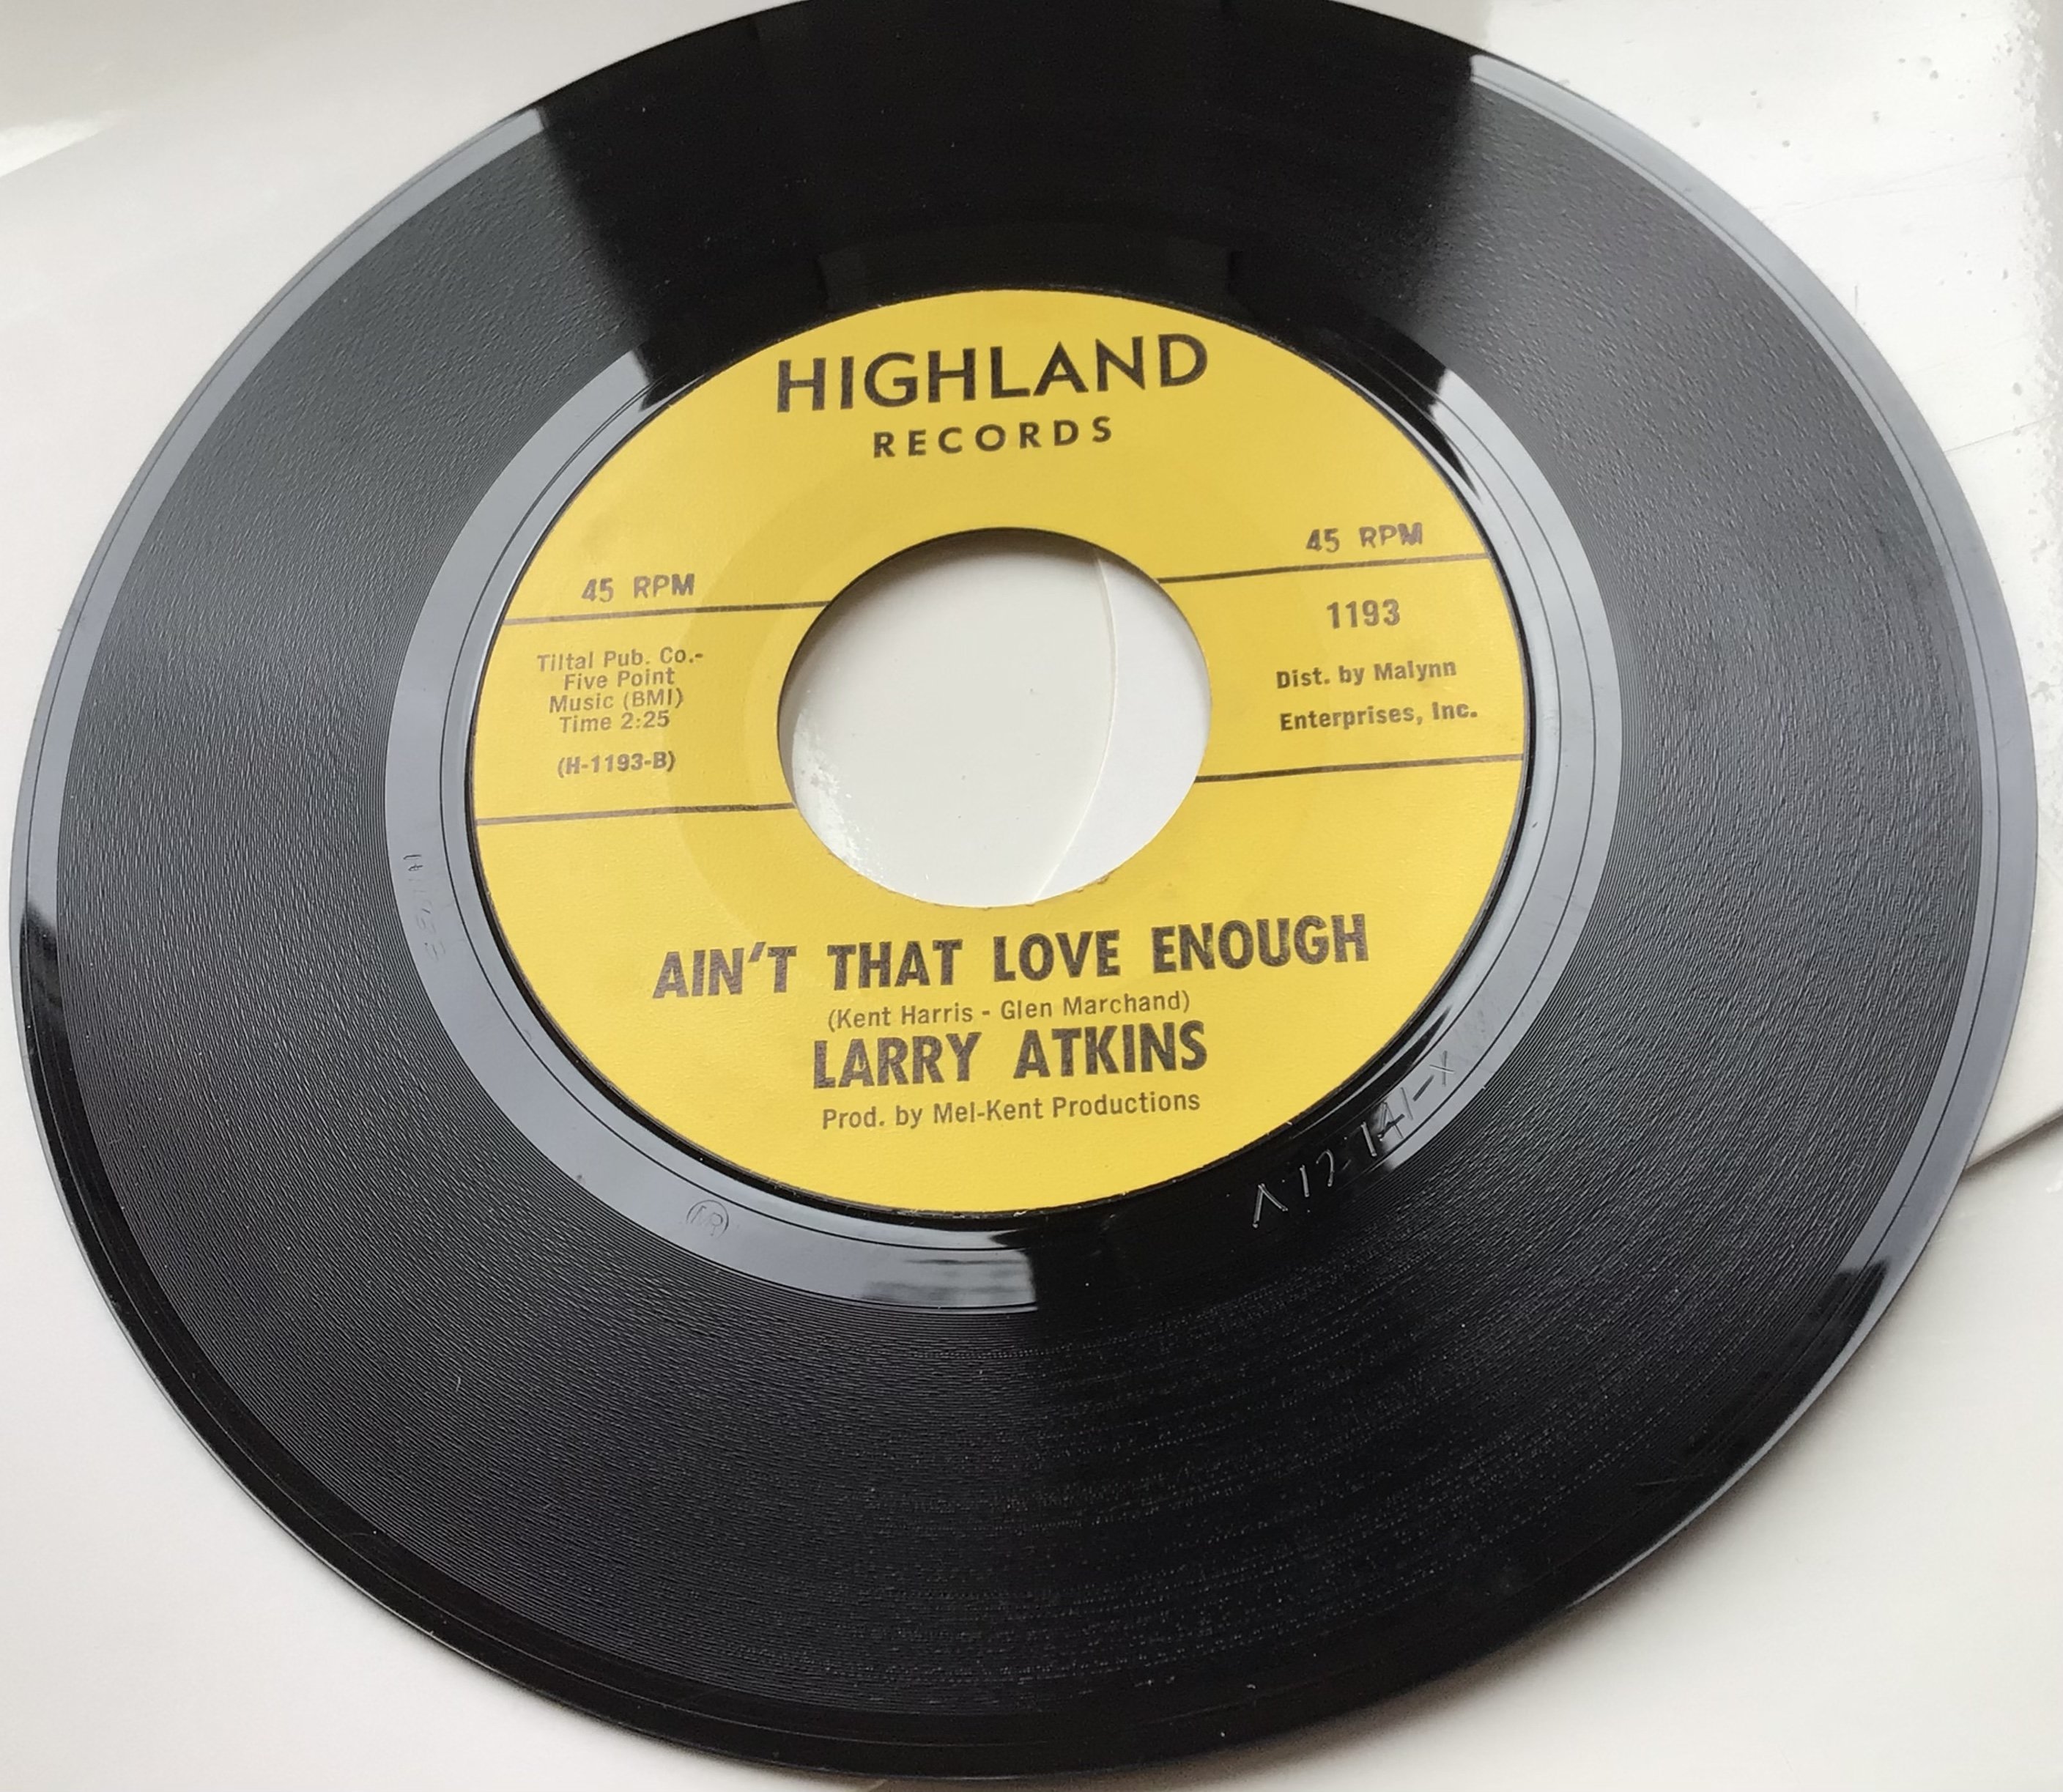 HIGHLAND
RECORDS
45 RPM
45 RPM
Tiltal Pub. Co.-
Five Point
Music (BMI)
Time 2:25
(H-1193-B)
1193
Dist. by Malynn
Enterprises, Inc.
AIN'T THAT LOVE ENOUGH
(Kent Harris - Glen Marchand)
LARRY ATKINS
Prod. by Mel-Kent Productions
MR